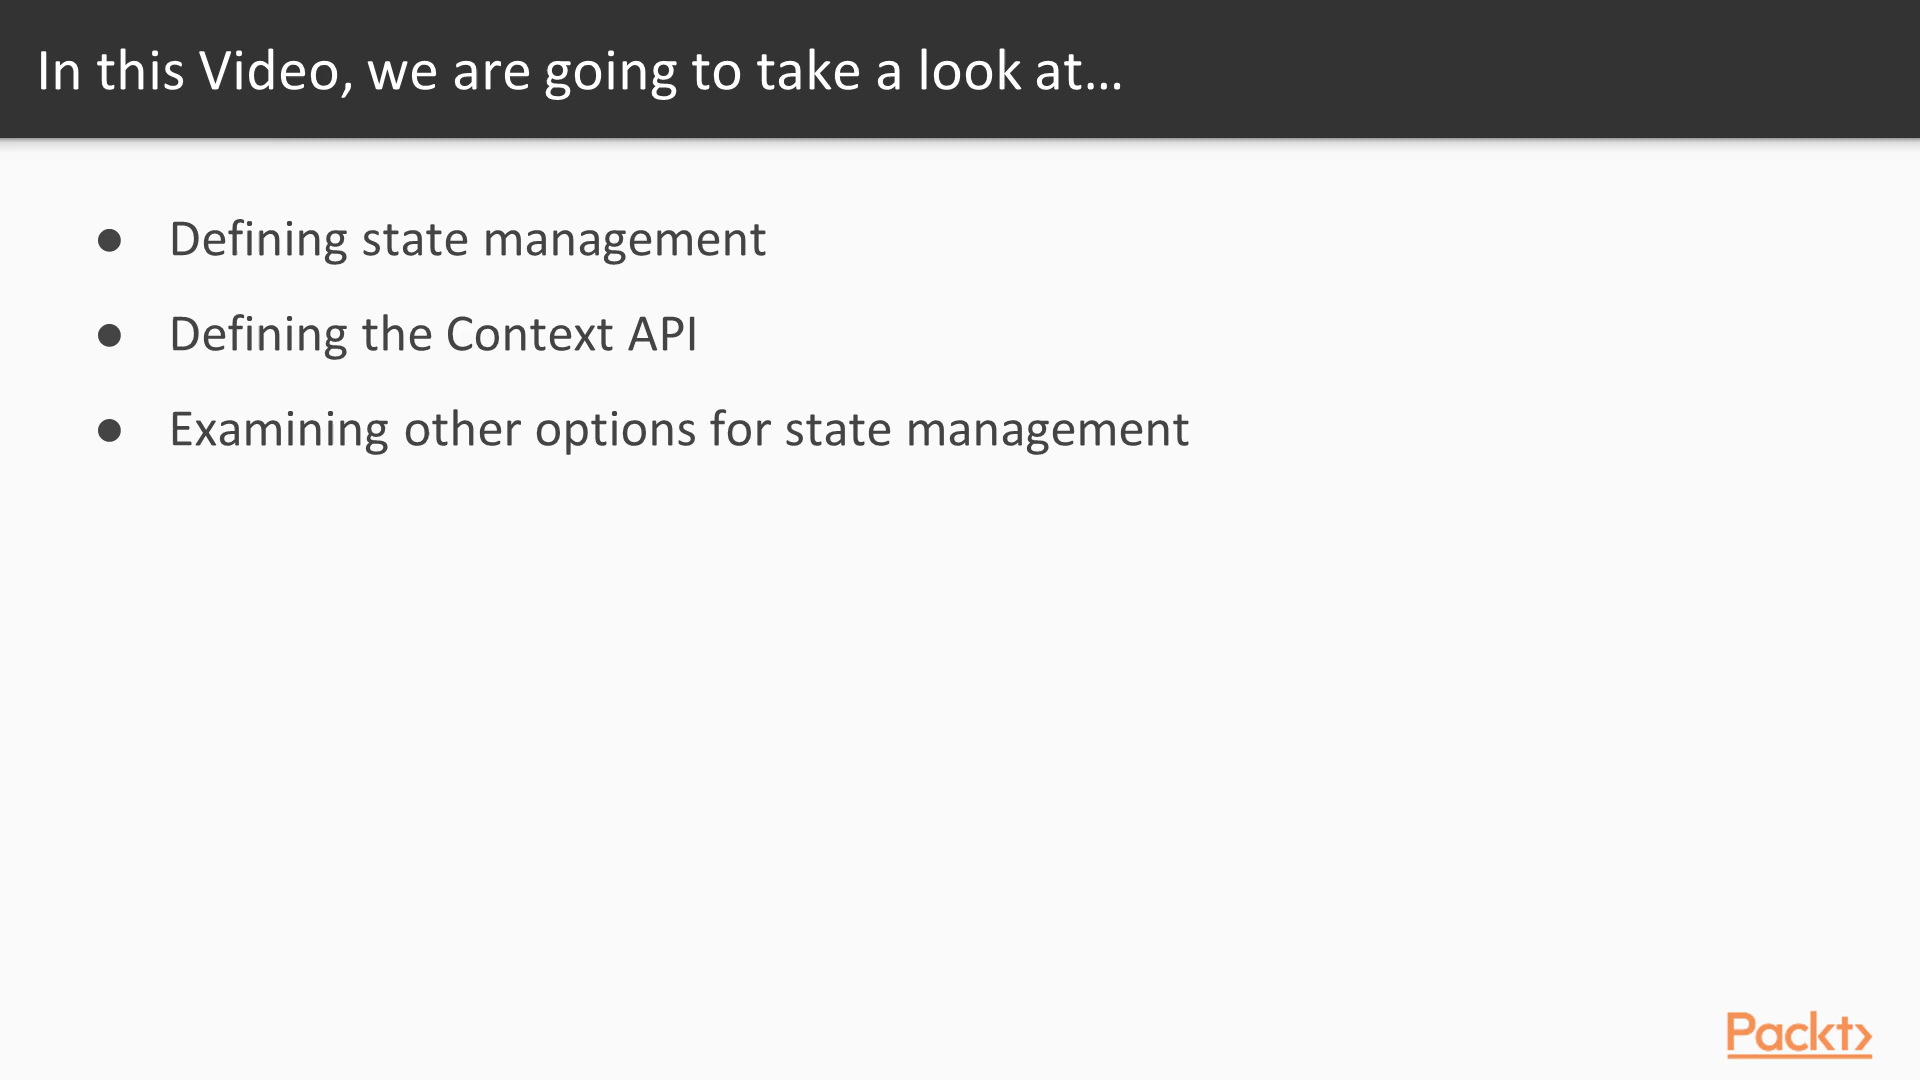 In this Video, we are going to take a look at...
● Defining state management
● Defining the Context API
● Examining other options for state management
Packt>